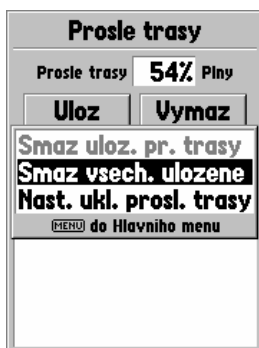 Prosle trasy
Prosle trasy 54% Plny
Uloz Vymaz
Smaz uloz. pr. trasy
Smaz vsech. ulozene
Nast. ukl. prosl. trasy
MENU do Hlavniho menu